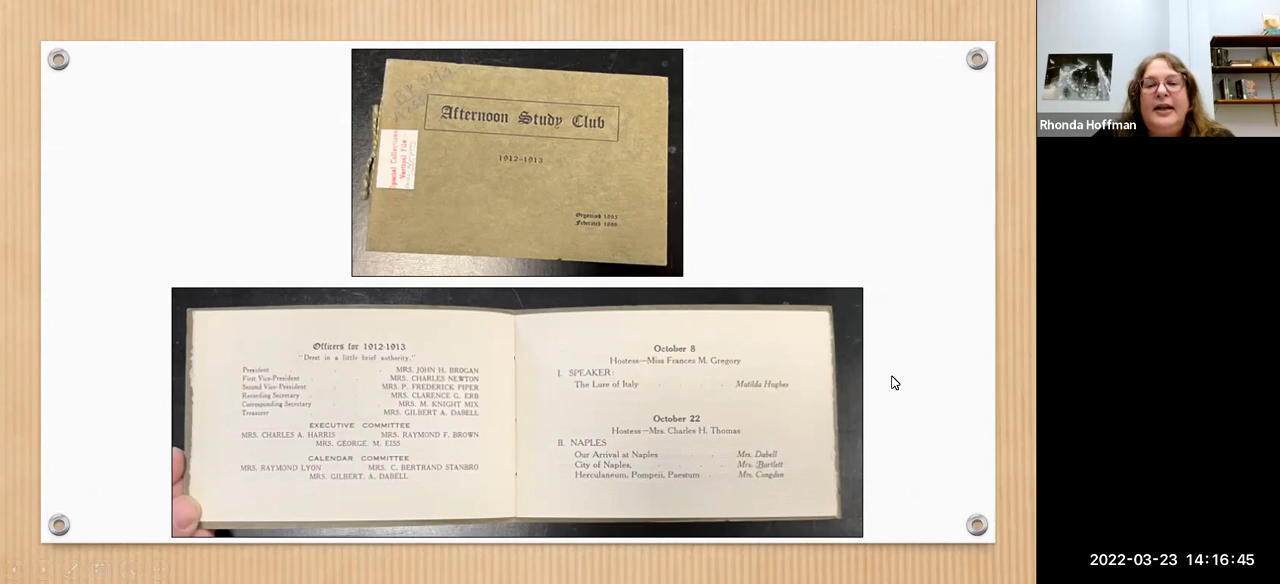 Afternoon Study Club
1912-1913
Special Collections
Vertical File
Organized 1895
Officers for 1912-1913
"Drest in a little brief authority."
President MRS. JOHN H. BROGAN
First Vice-President MRS. CHARLES NEWTON
Second Vice-President MRS. P. FREDERICK PIPER
Recording Secretary MRS. CLARENCE G. ERB
Corresponding Secretary MRS. M. KNIGHT MIX
Treasurer MRS. GILBERT A. DABELL
EXECUTIVE COMMITTEE
MRS. CHARLES A. HARRIS MRS. RAYMOND F. BROWN
MRS. GEORGE. M. EISS
CALENDAR COMMITTEE
MRS. RAYMOND LYON MRS. C. BERTRAND STANBRO
MRS. GILBERT. A. DABELL
October 8
Hostess—Miss Frances M. Gregory
I. SPEAKER:
The Lure of Italy Matilda Hughes
October 22
Hostess—Mrs. Charles H. Thomas
II. NAPLES
Our Arrival at Naples Mrs. Dabell
City of Naples, Mrs. Bartlett
Herculaneum, Pompeii, Paestum Mrs. Congdon
Rhonda Hoffman
2022-03-23 14:16:45